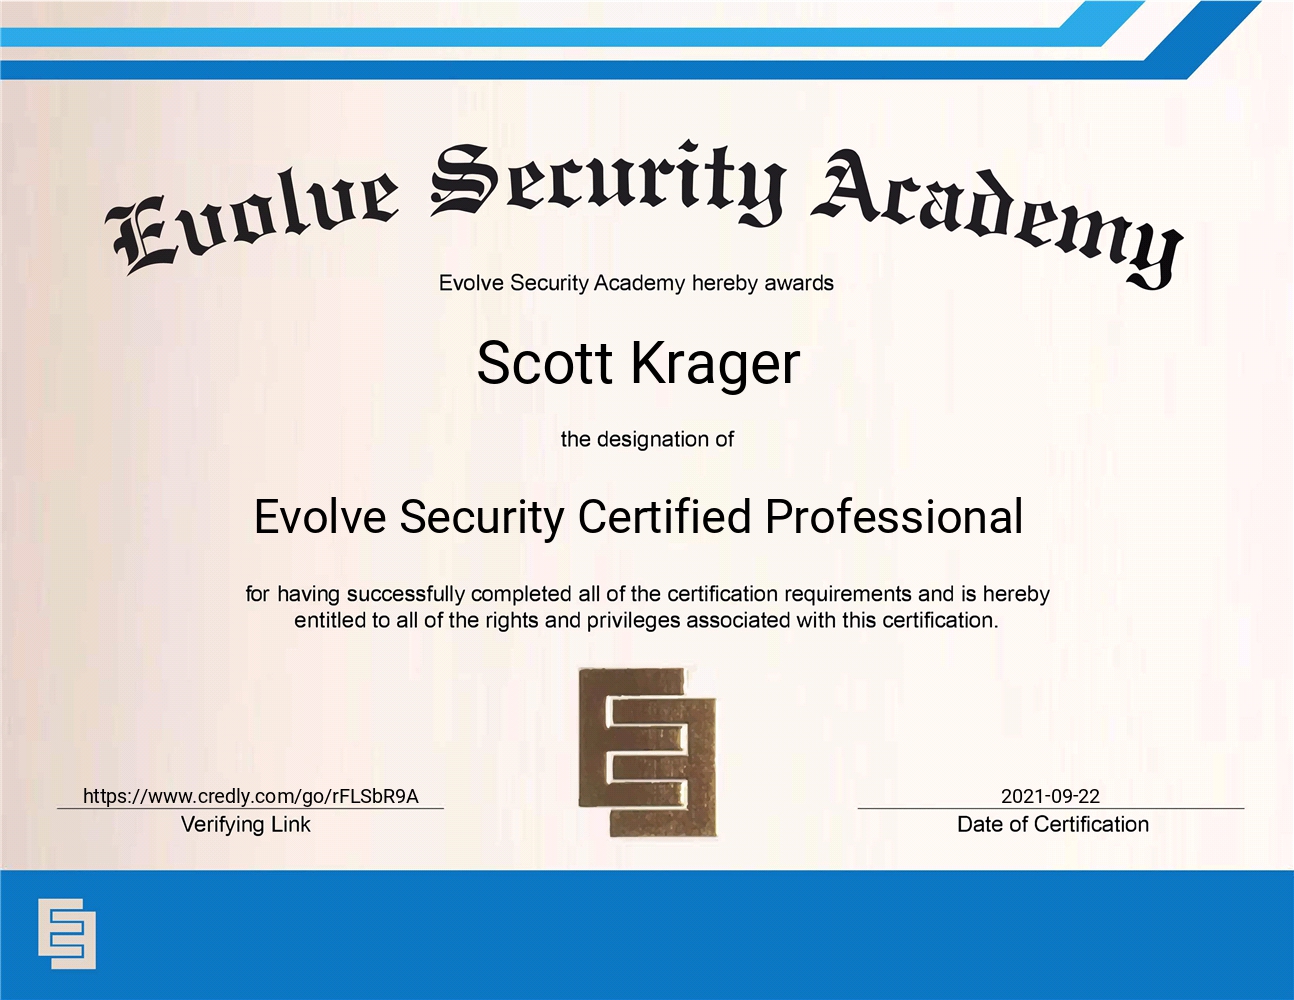 Evolve Security Academy
Evolve Security Academy hereby awards
Scott Krager
the designation of
Evolve Security Certified Professional
for having successfully completed all of the certification requirements and is hereby
entitled to all of the rights and privileges associated with this certification.
https://www.credly.com/go/rFLSbR9A
Verifying Link
2021-09-22
Date of Certification